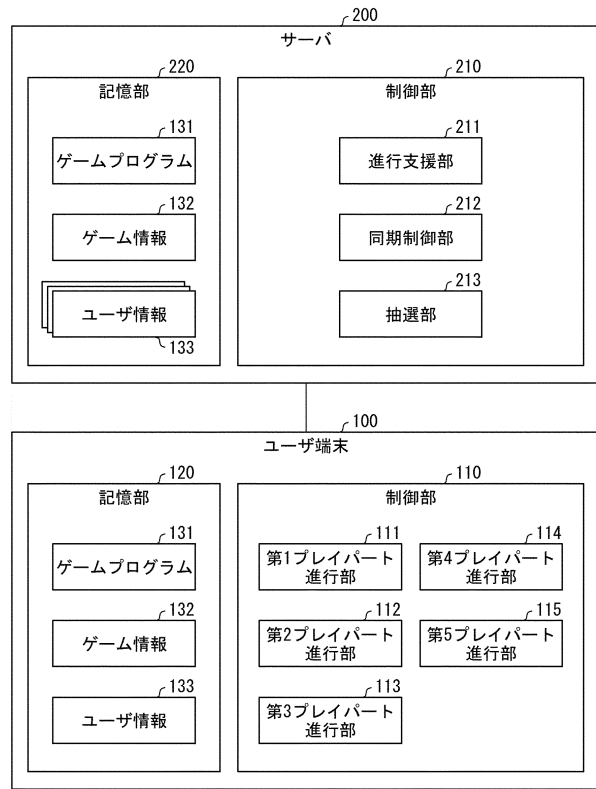 200
サーバ
220
記憶部
131
ゲームプログラム
132
ゲーム情報
ユーザ情報
133
210
制御部
211
進行支援部
212
同期制御部
213
抽選部
100
ユーザ端末
120
記憶部
131
ゲームプログラム
132
ゲーム情報
133
ユーザ情報
110
制御部
111
第1プレイパート
進行部
114
第4プレイパート
進行部
112
第2プレイパート
進行部
115
第5プレイパート
進行部
113
第3プレイパート
進行部